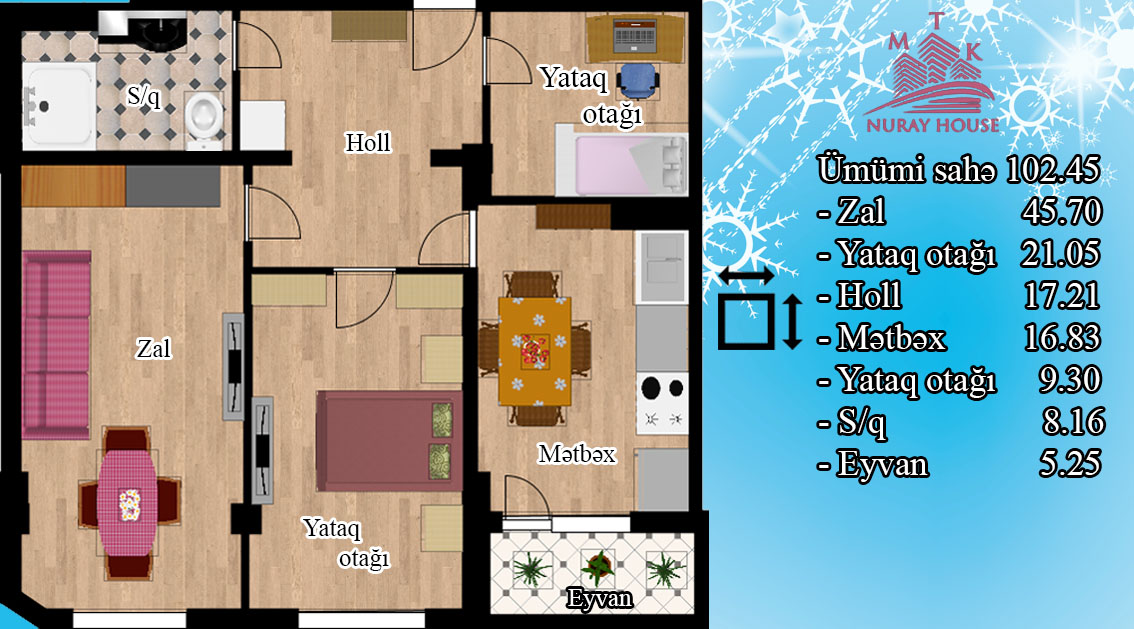 S/q
Holl
Yataq
otağı
Zal
Yataq
otağı
Mətbəx
Eyvan
M T K
NURAY HOUSE
Ümümi sahə 102.45
- Zal 45.70
- Yataq otağı 21.05
- Holl 17.21
- Mətbəx 16.83
- Yataq otağı 9.30
- S/q 8.16
- Eyvan 5.25